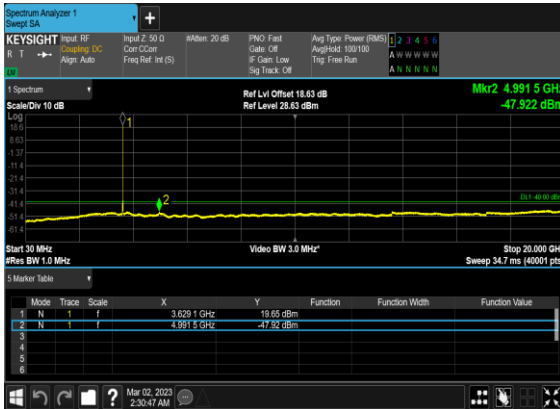 Spectrum Analyzer 1
Swept SA
+
KEYSIGHT Input: RF Input Z: 50 Ω #Atten: 20 dB PNO: Fast Avg Type: Power (RMS) 1 2 3 4 5 6
R T Coupling: DC Corr CCorr Gate: Off Avg|Hold: 100/100 A W W W W W
Align: Auto Freq Ref: Int (S) IF Gain: Low Trig: Free Run
Sig Track: Off A N N N N N
1 Spectrum
Mkr2 4.991 5 GHz
Ref Lvl Offset 18.63 dB
Scale/Div 10 dB Ref Level 28.63 dBm -47.922 dBm
Log
18.6
8.63
-1.37
-11.4
-21.4
-31.4
-41.4
-51.4
-61.4
1
2
DL1 -40.00 dBm
Start 30 MHz Video BW 3.0 MHz* Stop 20.000 GHz
#Res BW 1.0 MHz Sweep 34.7 ms (40001 pts)
5 Marker Table
Mode Trace Scale X Y Function Function Width Function Value
1 N 1 f 3.629 1 GHz 19.65 dBm
2 N 1 f 4.991 5 GHz -47.92 dBm
3
4
5
6
?
Mar 02, 2023
2:30:47 AM